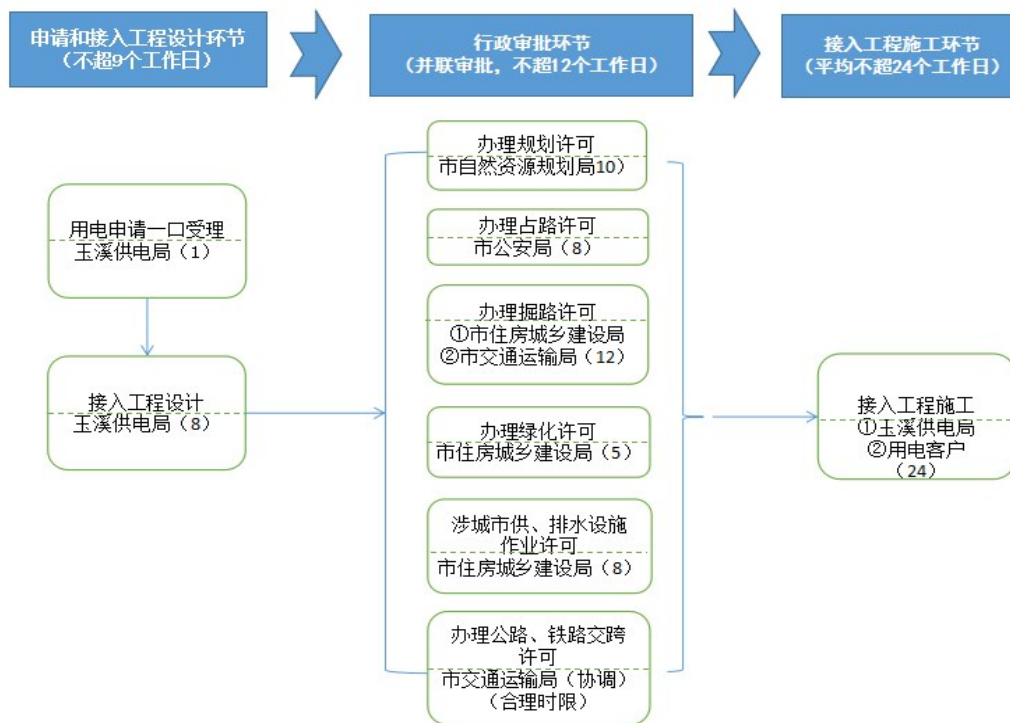 申请和接入工程设计环节
（不超9个工作日）
行政审批环节
（并联审批，不超12个工作日）
接入工程施工环节
（平均不超24个工作日）
用电申请一口受理
玉溪供电局（1）
接入工程设计
玉溪供电局（8）
办理规划许可
市自然资源规划局10）
办理占路许可
市公安局（8）
办理掘路许可
①市住房城乡建设局
②市交通运输局（12）
办理绿化许可
市住房城乡建设局（5）
涉城市供、排水设施
作业许可
市住房城乡建设局（8）
办理公路、铁路交跨
许可
市交通运输局（协调）
（合理时限）
接入工程施工
①玉溪供电局
②用电客户
（24）